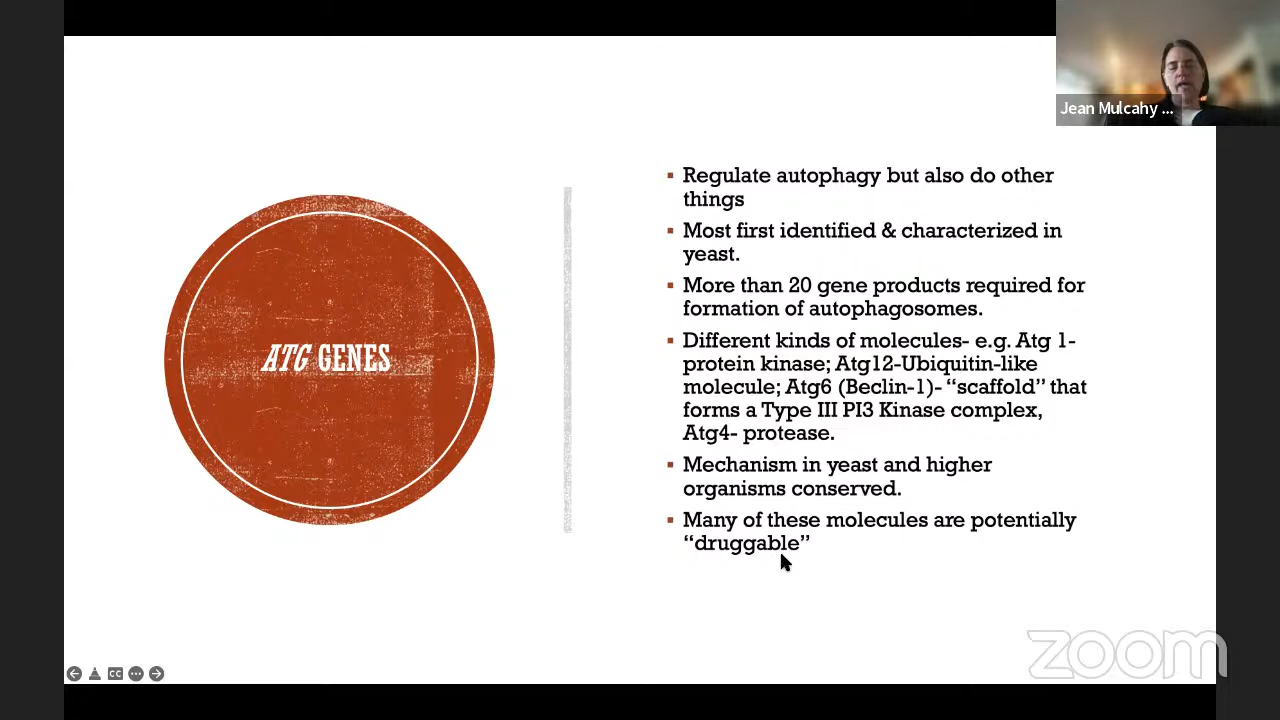 Jean Mulcahy ...
Regulate autophagy but also do other
things
Most first identified & characterized in
yeast.
More than 20 gene products required for
formation of autophagosomes.
Different kinds of molecules- e.g. Atg 1-
protein kinase; Atg12-Ubiquitin-like
molecule; Atg6 (Beclin-1)- “scaffold” that
forms a Type III PI3 Kinase complex,
Atg4- protease.
Mechanism in yeast and higher
organisms conserved.
Many of these molecules are potentially
“druggable”
ATG GENES
CC
zoom